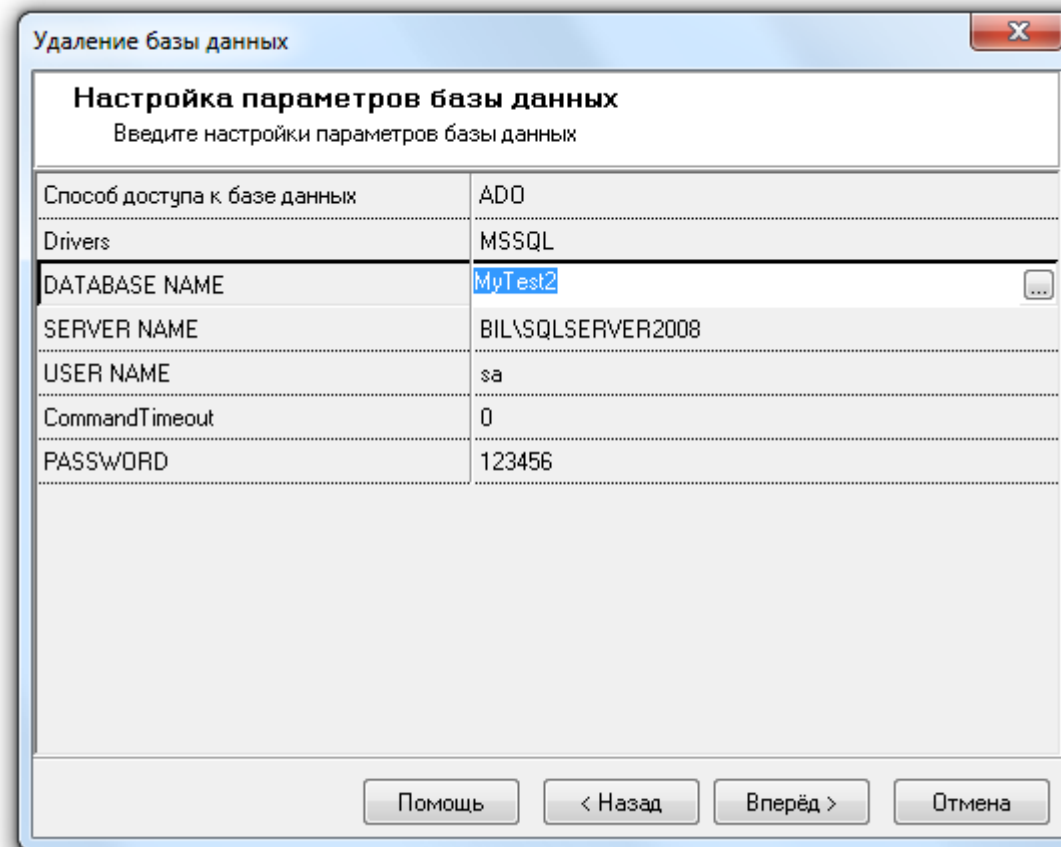 Удаление базы данных
Настройка параметров базы данных
Введите настройки параметров базы данных
Способ доступа к базе данных ADO
Drivers MSSQL
DATABASE NAME MyTest2 ...
SERVER NAME BIL\SQLSERVER2008
USER NAME sa
CommandTimeout 0
PASSWORD 123456
Помощь < Назад Вперёд > Отмена